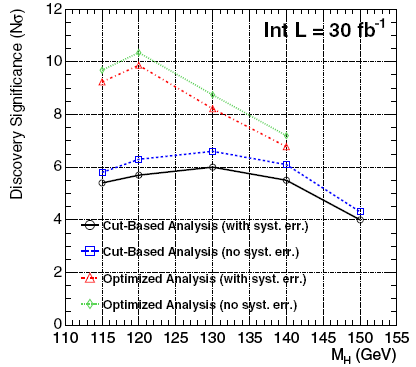 Int L = 30 fb-1
Discovery Significance (Nσ)
12
10
8
6
4
2
0
Cut-Based Analysis (with syst. err.)
Cut-Based Analysis (no syst. err.)
Optimized Analysis (with syst. err.)
Optimized Analysis (no syst. err.)
110 115 120 125 130 135 140 145 150 155
MH (GeV)